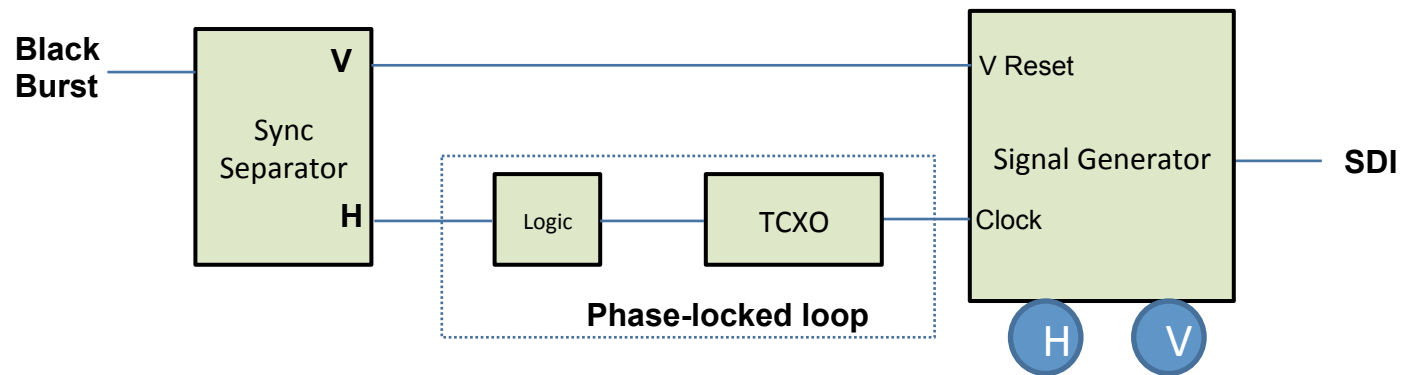 Black
Burst
V
Sync
Separator
H
Logic
TCXO
Phase-locked loop
V Reset
Signal Generator
Clock
H
V
SDI